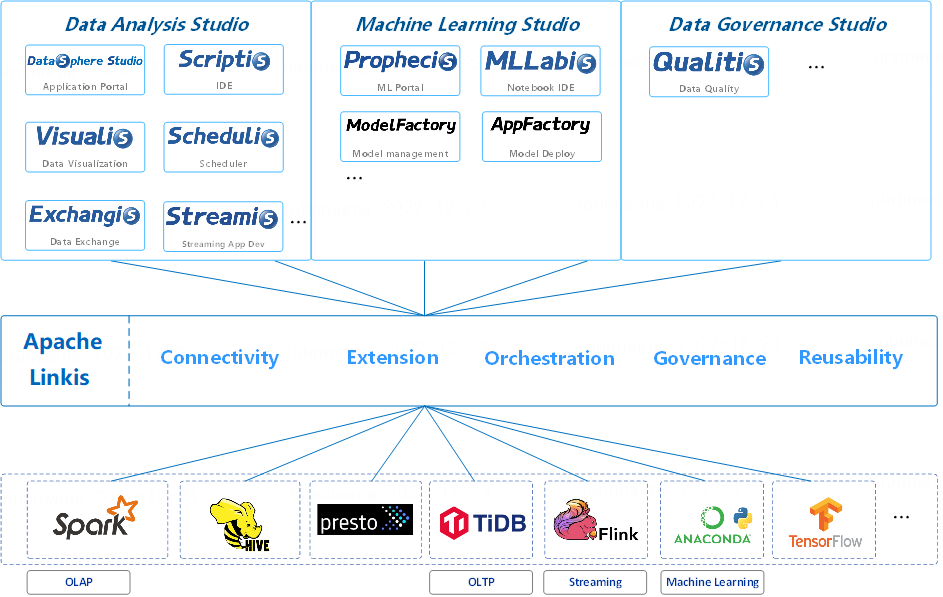 Data Analysis Studio
DataSphere Studio
Application Portal
Scriptis
IDE
Visualis
Data Visualization
Schedulis
Scheduler
Exchangis
Data Exchange
Streamis
Streaming App Dev
...
Machine Learning Studio
Prophecis
ML Portal
MLLabis
Notebook IDE
ModelFactory
Model management
AppFactory
Model Deploy
...
Data Governance Studio
Qualitis
Data Quality
...
Apache
Linkis
Connectivity
Extension
Orchestration
Governance
Reusability
Spark
HIVE
presto
TiDB
Flink
ANACONDA
TensorFlow
...
OLAP
OLTP
Streaming
Machine Learning